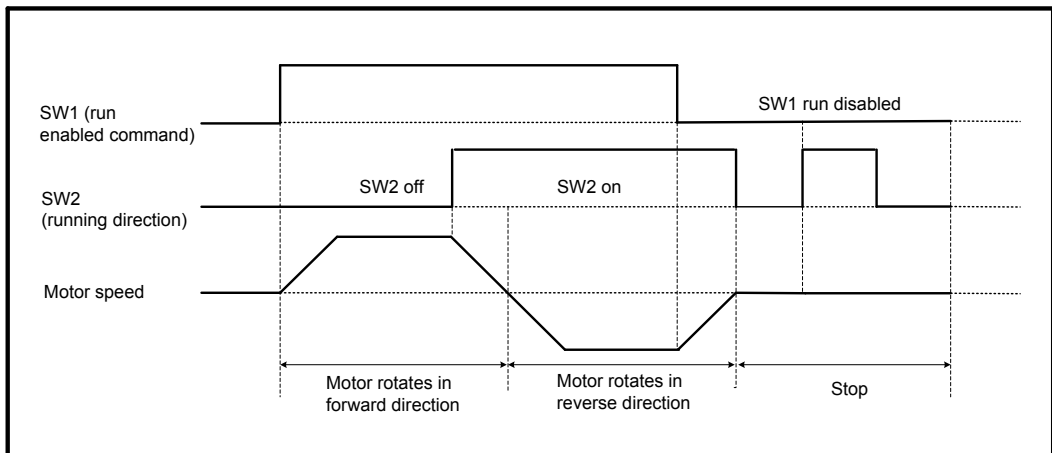 SW1 (run
enabled command)
SW1 run disabled
SW2
(running direction)
SW2 off
SW2 on
Motor speed
Motor rotates in
forward direction
Motor rotates in
reverse direction
Stop